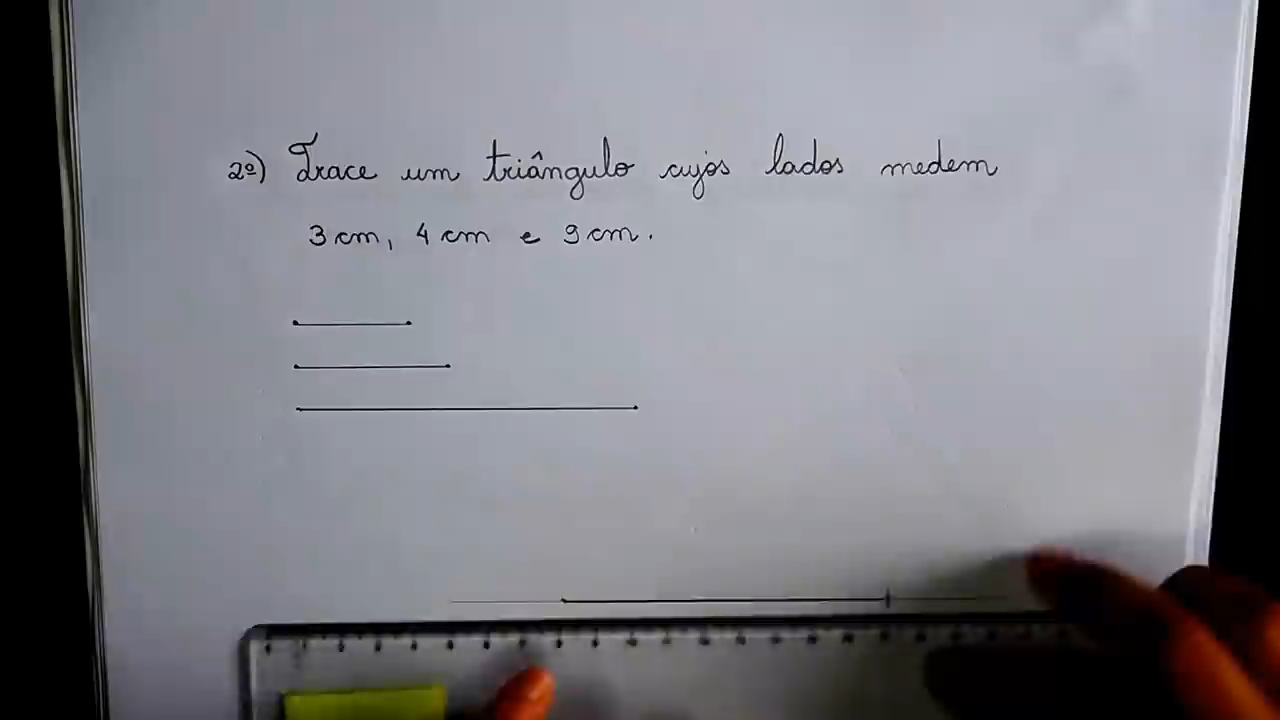 2º) Trace um triângulo cujos lados medem
3 cm, 4 cm e 9 cm.